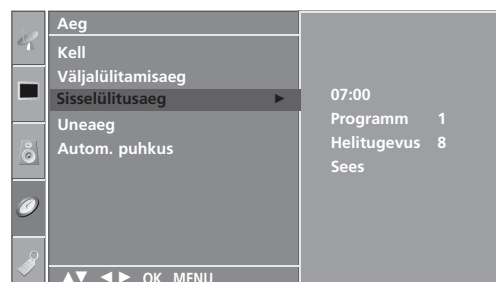 Aeg
Kell
Väljalülitamisaeg
Sisselülitusaeg ►
Uneaeg
Autom. puhkus
07:00
Programm 1
Helitugevus 8
Sees
▲▼ ◄► OK MENU